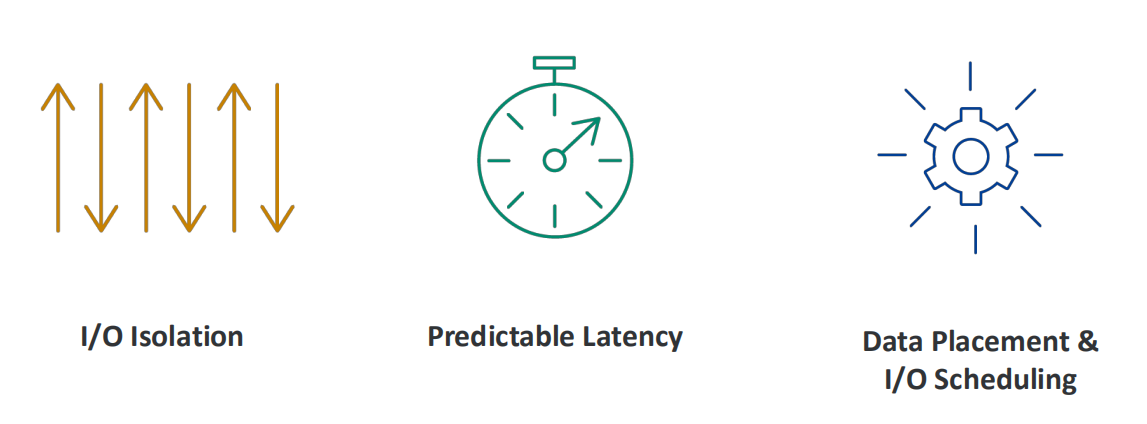 I/O Isolation
Predictable Latency
Data Placement &
I/O Scheduling